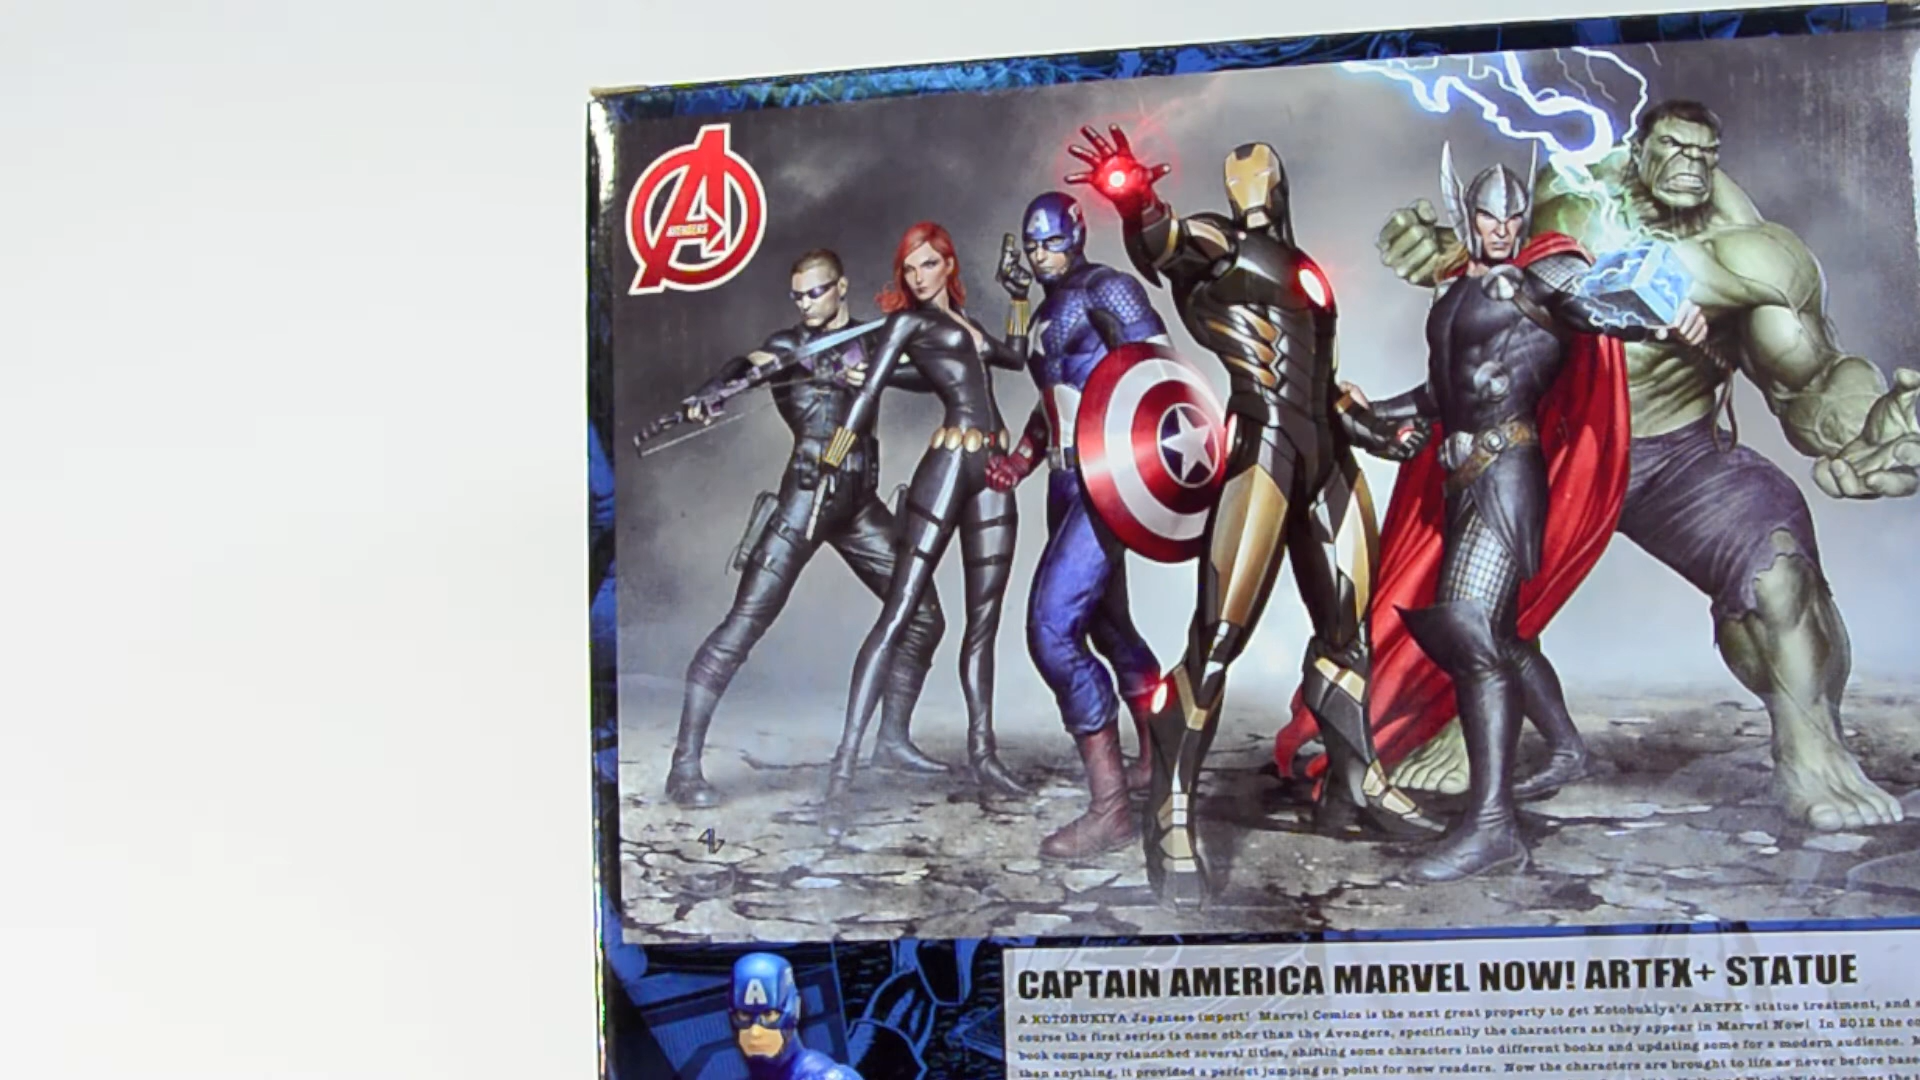 AVENGERS
CAPTAIN AMERICA MARVEL NOW! ARTFX+ STATUE
A KOTOBUKIYA Japanese import! Marvel Comics is the next great property to get Kotobukiya's ARTFX+ statue treatment, and
course the first series is none other than the Avengers, specifically the characters as they appear in Marvel Now! In 2012 the
book company relaunched several titles, shifting some characters into different books and updating some for a modern audience.
than anything, it provided a perfect jumping on point for new readers. Now the characters are brought to life as never before
A
A